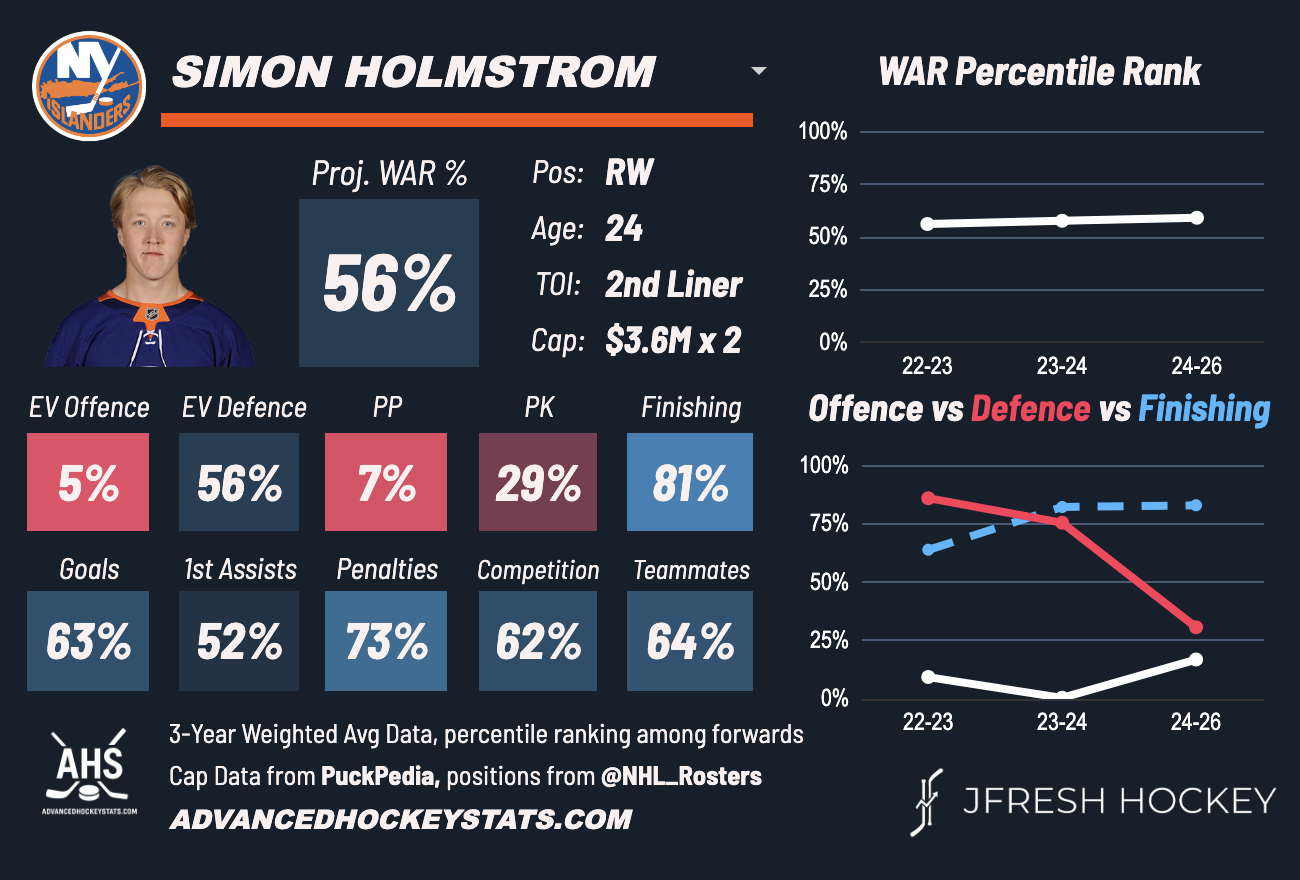 NY
ISLANDERS
SIMON HOLMSTROM
Proj. WAR %
56%
Pos: RW
Age: 24
TOI: 2nd Liner
Cap: $3.6M x 2
EV Offence EV Defence PP PK Finishing
5% 56% 7% 29% 81%
Goals 1st Assists Penalties Competition Teammates
63% 52% 73% 62% 64%
WAR Percentile Rank
100%
75%
50%
25%
0%
22-23 23-24 24-26
Offence vs Defence vs Finishing
100%
75%
50%
25%
0%
22-23 23-24 24-26
AHS
ADVANCEDHOCKEYSTATS.COM
3-Year Weighted Avg Data, percentile ranking among forwards
Cap Data from PuckPedia, positions from @NHL_Rosters
ADVANCEDHOCKEYSTATS.COM
JFRESH HOCKEY